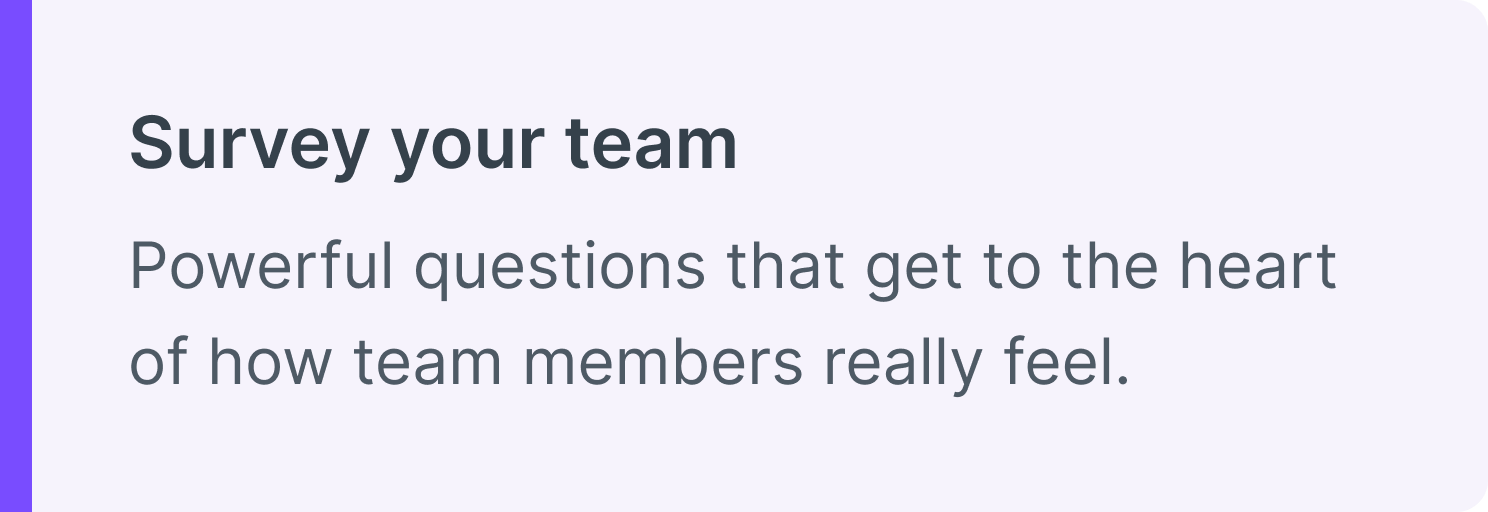 Survey your team
Powerful questions that get to the heart
of how team members really feel.